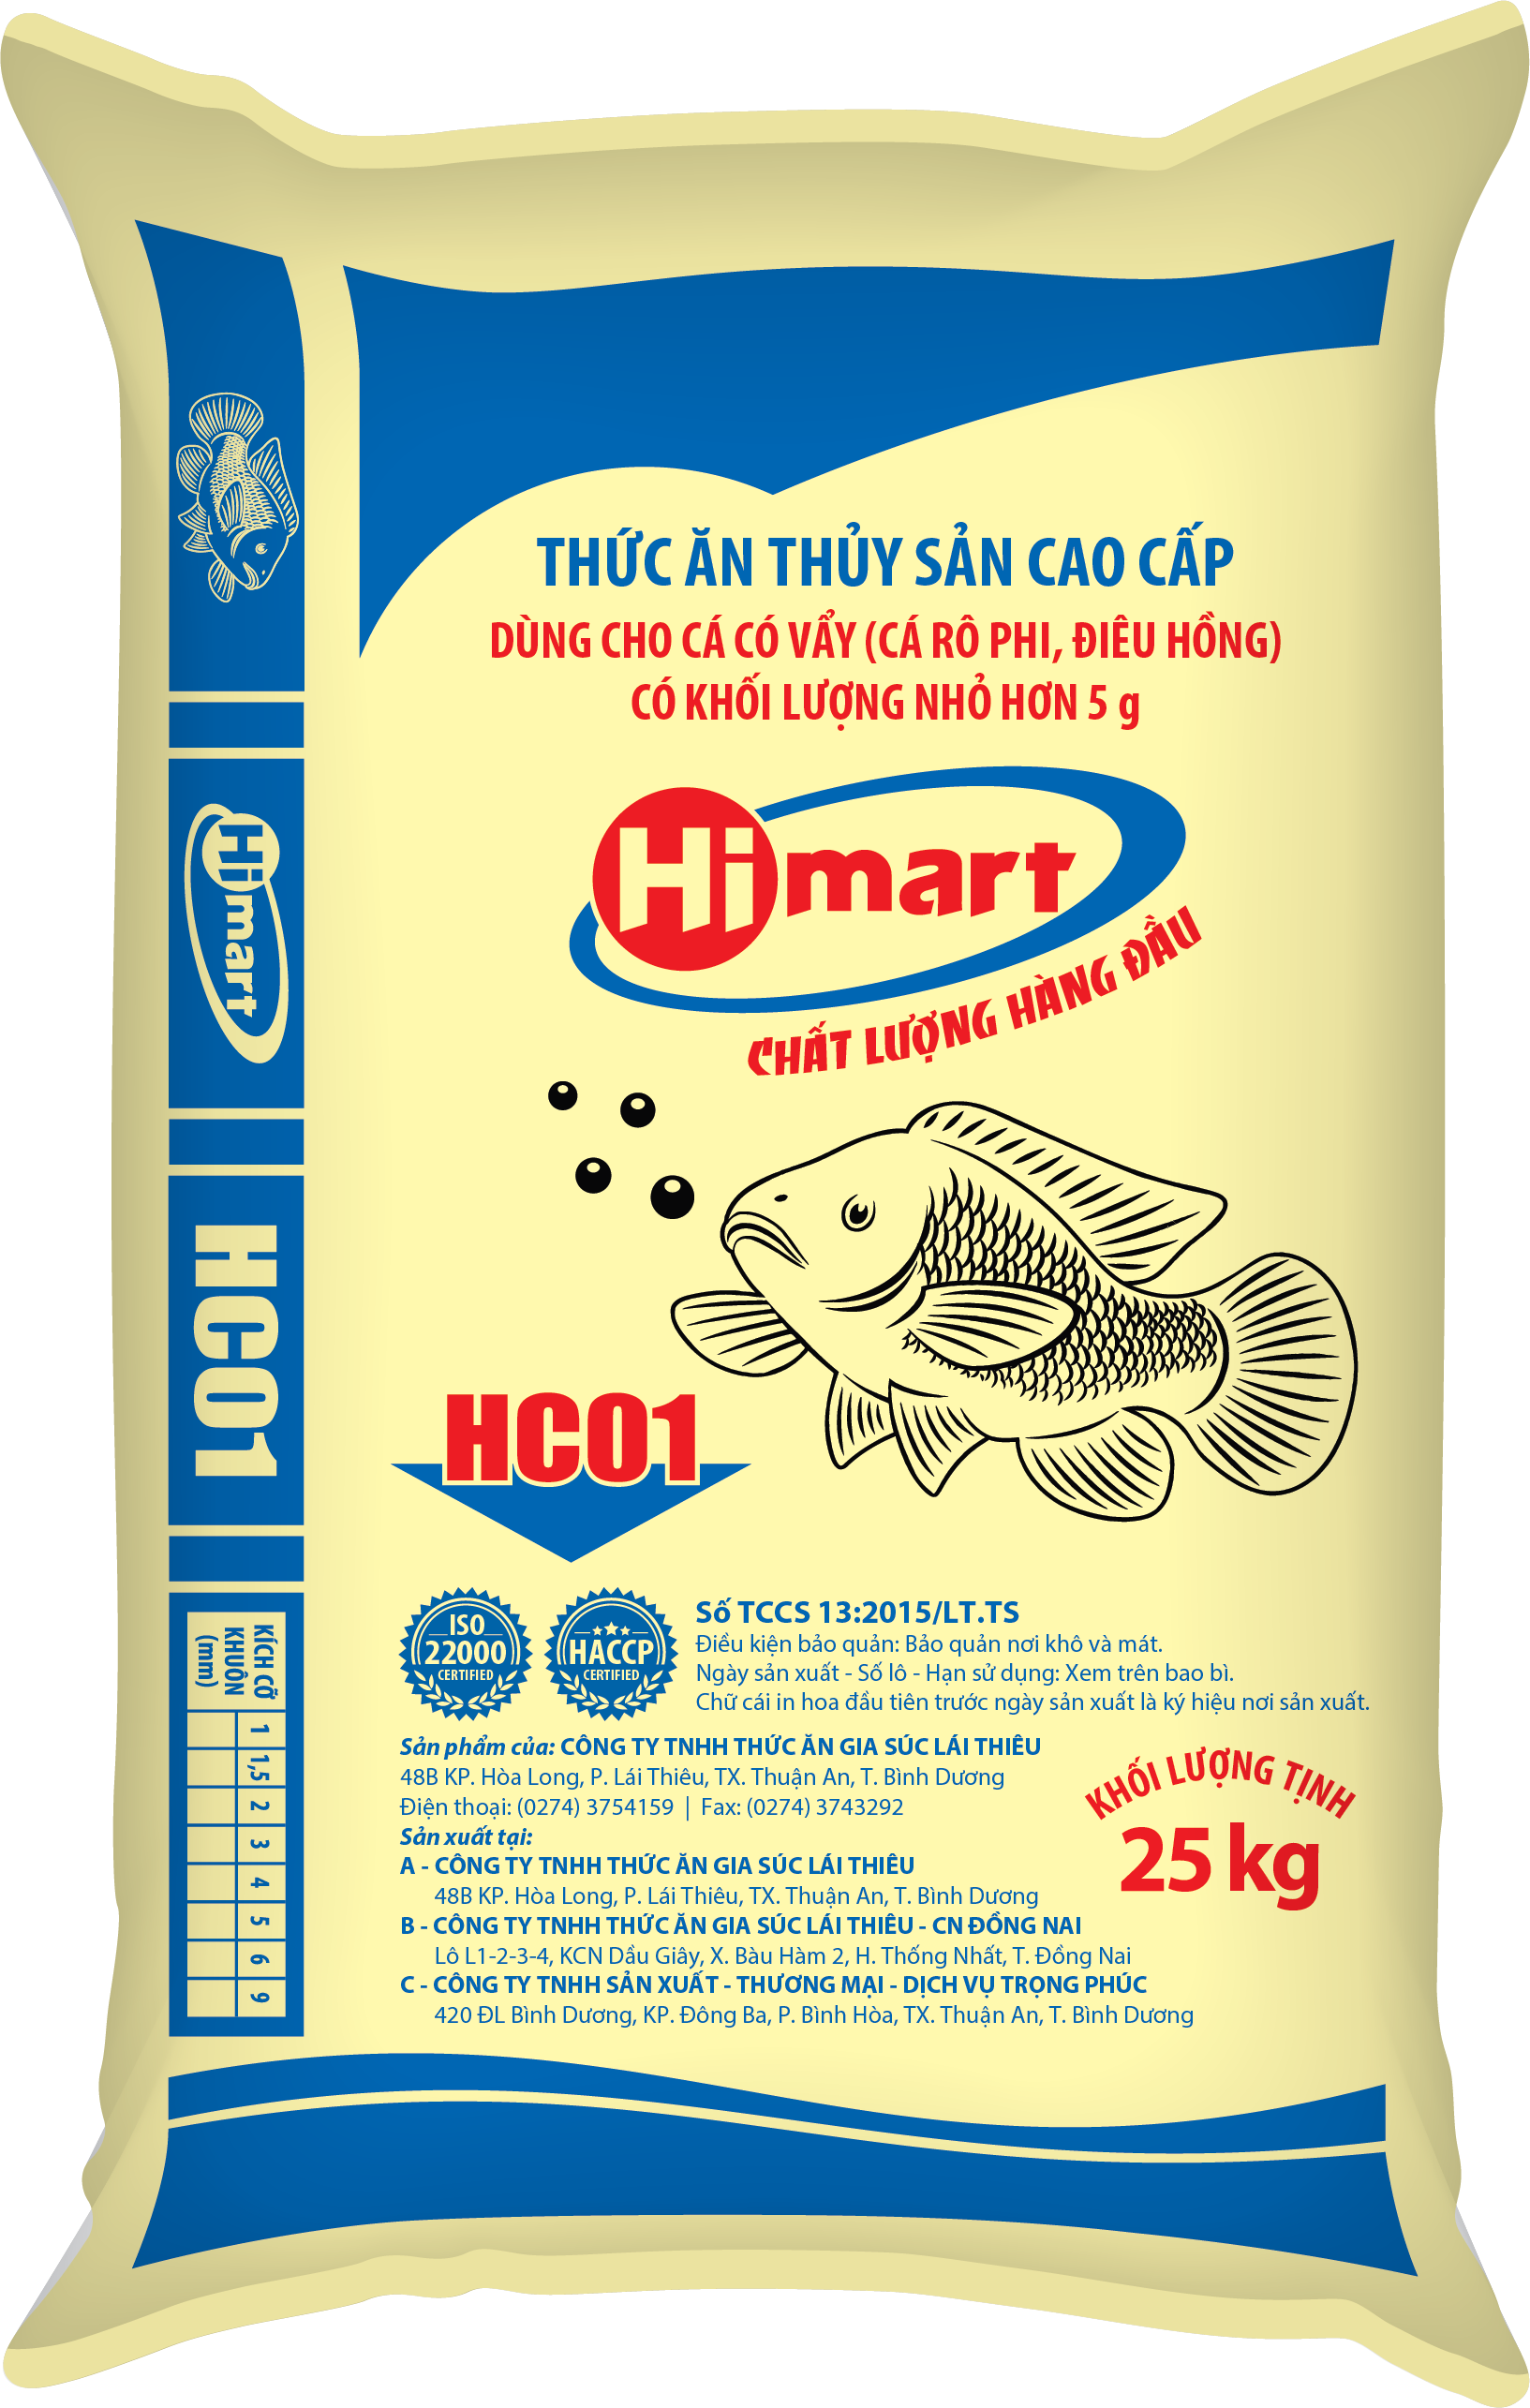 THỨC ĂN THỦY SẢN CAO CẤP
DÙNG CHO CÁ CÓ VẨY (CÁ RÔ PHI, ĐIÊU HỒNG)
CÓ KHỐI LƯỢNG NHỎ HƠN 5 g
Himart
CHẤT LƯỢNG HÀNG ĐẦU
HC01
ISO
22000
CERTIFIED
HACCP
CERTIFIED
Số TCCS 13:2015/LT.TS
Điều kiện bảo quản: Bảo quản nơi khô và mát.
Ngày sản xuất - Số lô - Hạn sử dụng: Xem trên bao bì.
Chữ cái in hoa đầu tiên trước ngày sản xuất là ký hiệu nơi sản xuất.
Sản phẩm của: CÔNG TY TNHH THỨC ĂN GIA SÚC LÁI THIÊU
48B KP. Hòa Long, P. Lái Thiêu, TX. Thuận An, T. Bình Dương
Điện thoại: (0274) 3754159 | Fax: (0274) 3743292
Sản xuất tại:
A - CÔNG TY TNHH THỨC ĂN GIA SÚC LÁI THIÊU
48B KP. Hòa Long, P. Lái Thiêu, TX. Thuận An, T. Bình Dương
B - CÔNG TY TNHH THỨC ĂN GIA SÚC LÁI THIÊU - CN ĐỒNG NAI
Lô L1-2-3-4, KCN Dầu Giây, X. Bàu Hàm 2, H. Thống Nhất, T. Đồng Nai
C - CÔNG TY TNHH SẢN XUẤT - THƯƠNG MẠI - DỊCH VỤ TRỌNG PHÚC
420 ĐL Bình Dương, KP. Đông Ba, P. Bình Hòa, TX. Thuận An, T. Bình Dương
KHỐI LƯỢNG TỊNH
25 kg
Himart
HC01
KÍCH CỠ
KHUÔN
(mm)
1
1,5
2
3
4
5
6
9